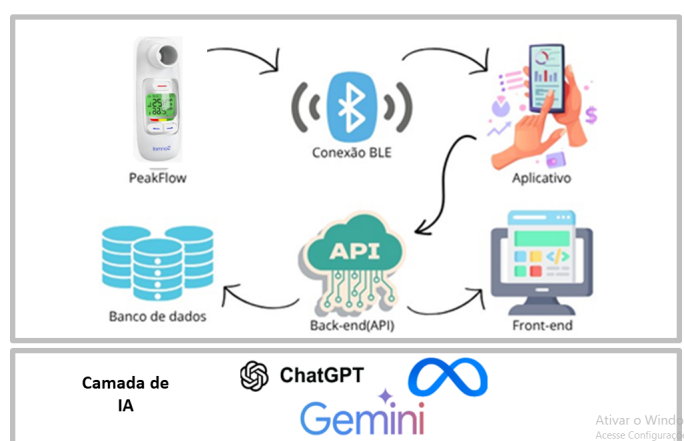 PeakFlow
Conexão BLE
Aplicativo
API
Banco de dados
Back-end(API)
Front-end
Camada de
IA
ChatGPT
Gemini
Ativar o Windo
Acesse Configuraçõ